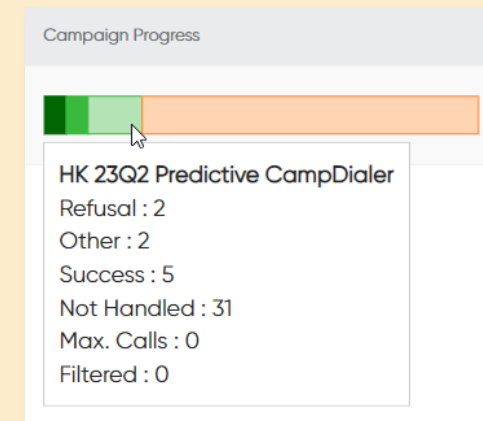 Campaign Progress
HK 23Q2 Predictive CampDialer
Refusal : 2
Other : 2
Success : 5
Not Handled : 31
Max. Calls : 0
Filtered : 0